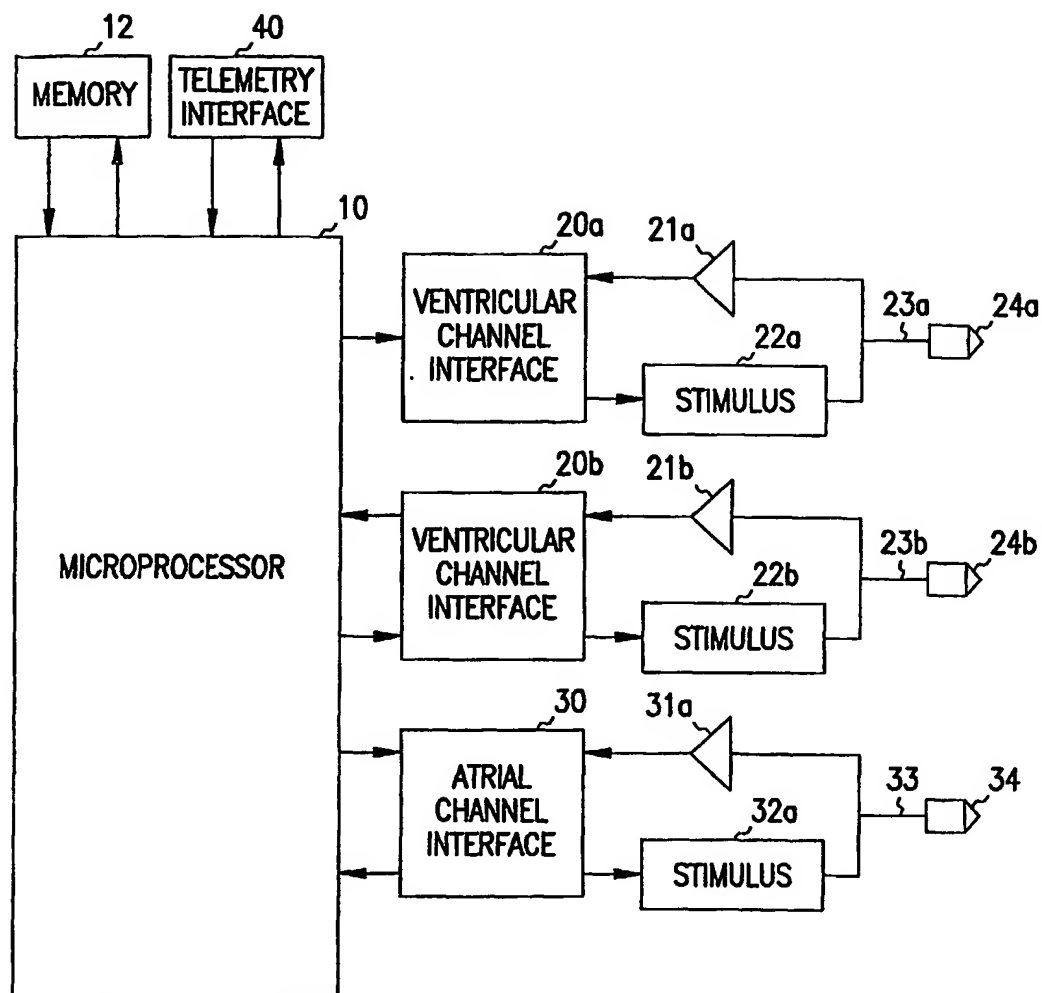 12
40
MEMORY
TELEMETRY
INTERFACE
10
MICROPROCESSOR
20a
VENTRICULAR
CHANNEL
INTERFACE
21a
22a
STIMULUS
23a
24a
20b
VENTRICULAR
CHANNEL
INTERFACE
21b
22b
STIMULUS
23b
24b
30
ATRIAL
CHANNEL
INTERFACE
31a
32a
STIMULUS
33
34